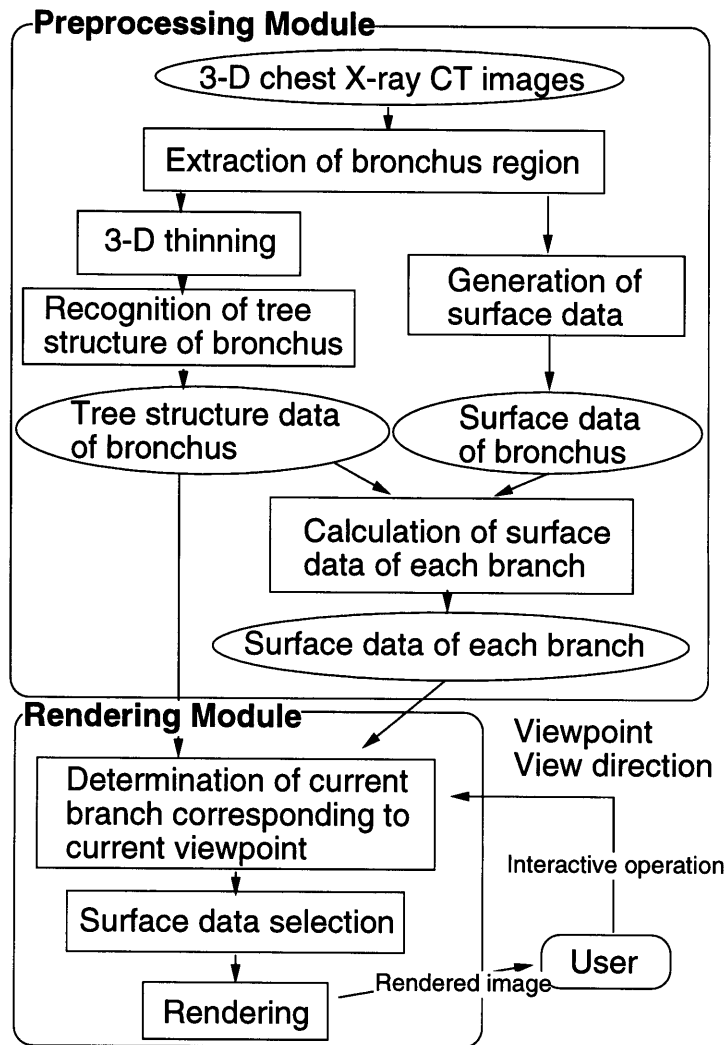 Preprocessing Module
3-D chest X-ray CT images
Extraction of bronchus region
3-D thinning
Recognition of tree
structure of bronchus
Generation of
surface data
Tree structure data
of bronchus
Surface data
of bronchus
Calculation of surface
data of each branch
Surface data of each branch
Rendering Module
Viewpoint
View direction
Determination of current
branch corresponding to
current viewpoint
Interactive operation
Surface data selection
User
Rendered image
Rendering